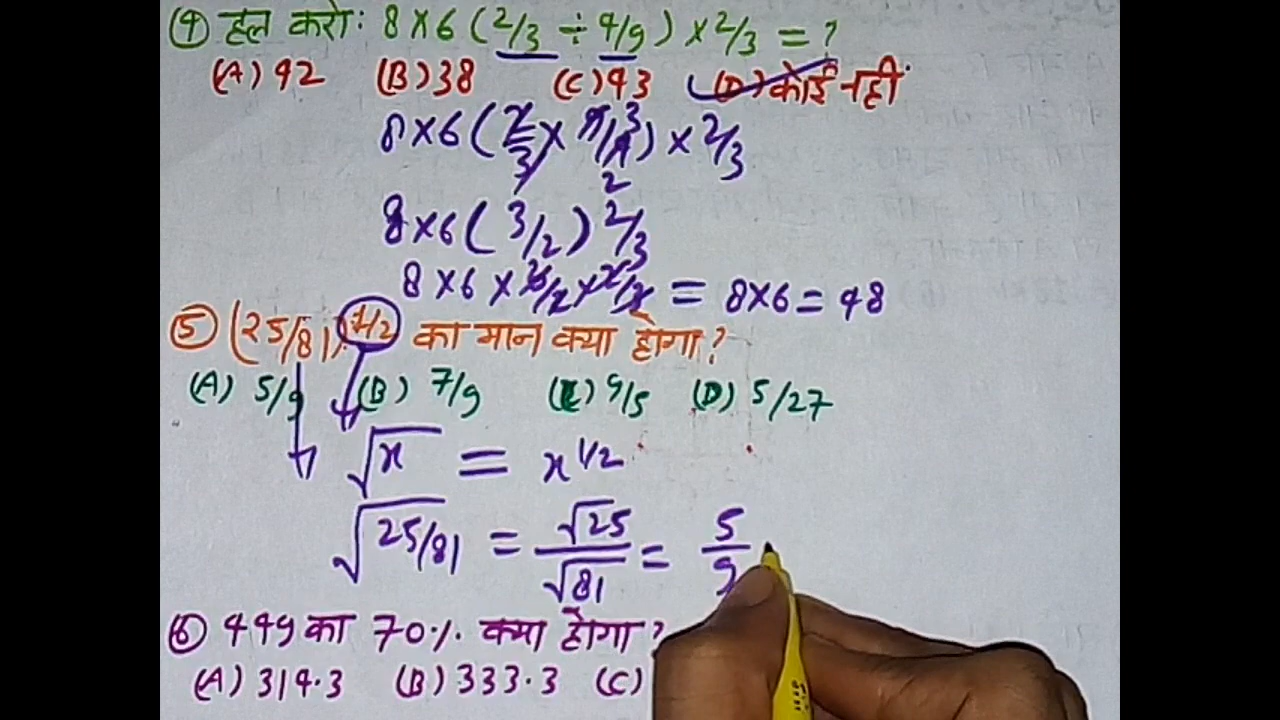 ④ हल करो: 8×6(2/3 ÷ 4/9) × 2/3 = ?
(A) 42 (B) 38 (C) 43 (D) कोई नहीं
8×6(2/3 × 9/4) × 2/3
3
2
8×6(3/2) 2/3
8×6×3/2×2/3 = 8×6 = 48
⑤ (25/81) 1/2 का मान क्या होगा?
(A) 5/9 (B) 7/9 (C) 9/5 (D) 5/27
√x = x 1/2
√25/81 = √25/√81 = 5/9
⑥ 449 का 70% क्या होगा?
(A) 314.3 (B) 333.3 (C)